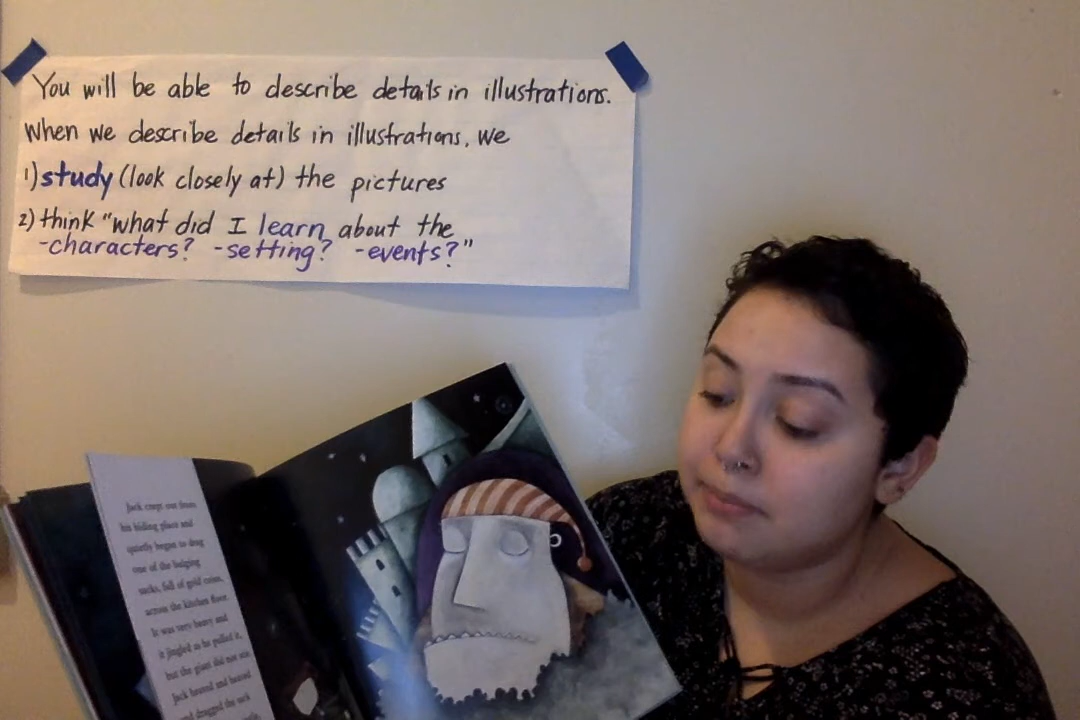 You will be able to describe details in illustrations.
When we describe details in illustrations, we
1) study (look closely at) the pictures
2) think "what did I learn about the
-characters? -setting? -events?"
Jack crept out from
his hiding place and
quietly began to drag
one of the bulging
sacks, full of gold coins,
across the kitchen floor.
It was very heavy and
it jingled as he pulled it,
but the giant did not stir.
Jack heaved and heaved
and dragged the sack